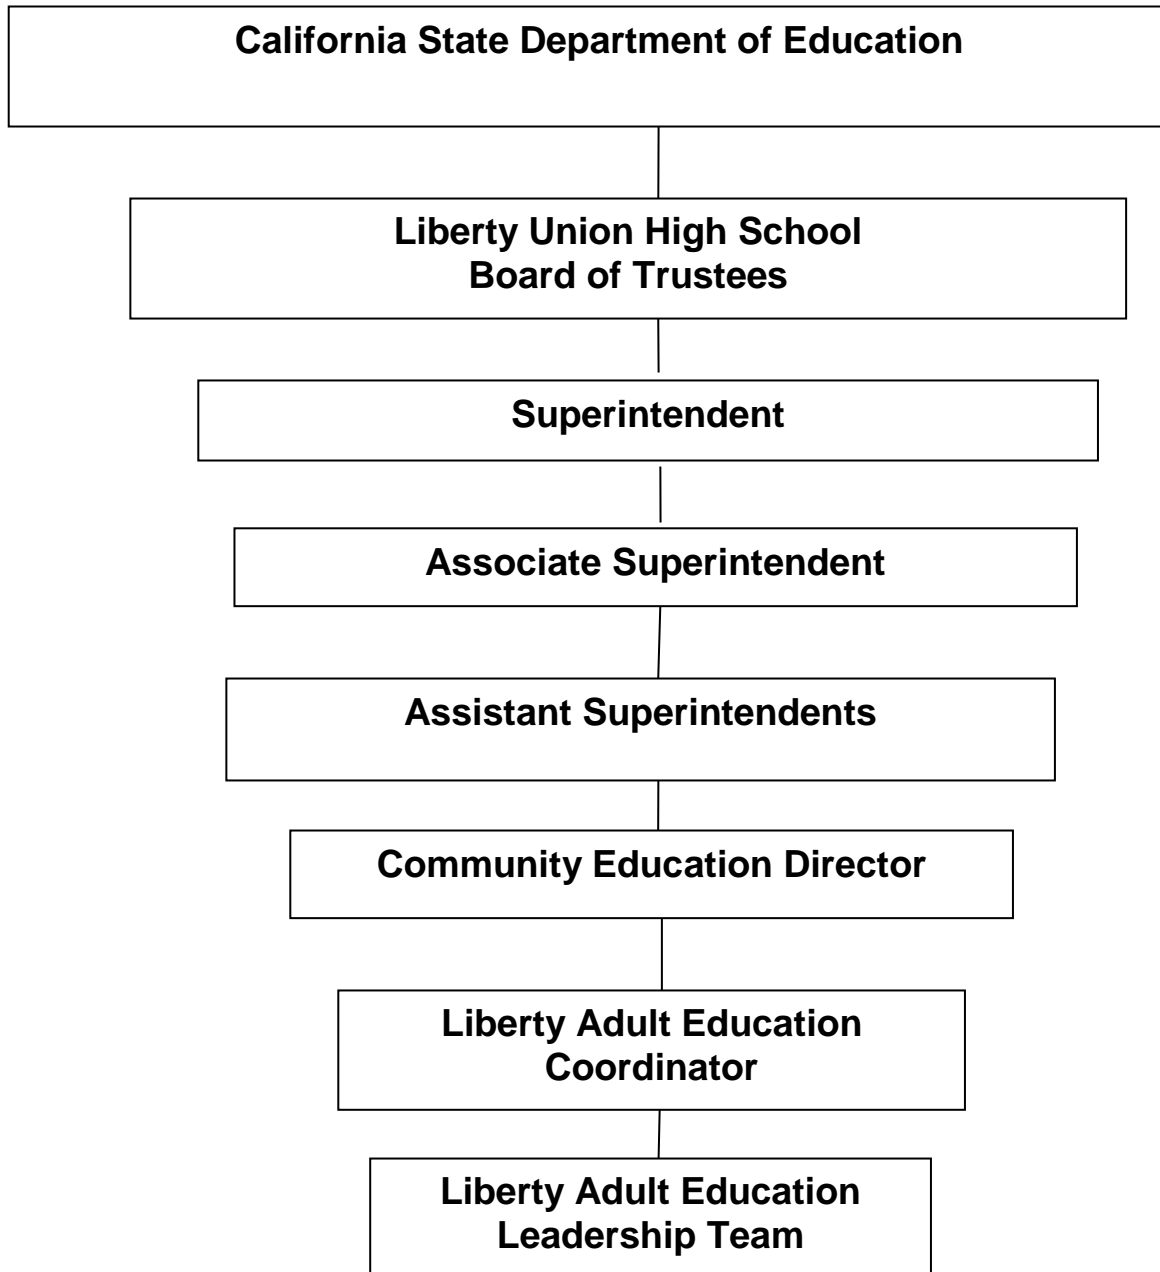 California State Department of Education
Liberty Union High School
Board of Trustees
Superintendent
Associate Superintendent
Assistant Superintendents
Community Education Director
Liberty Adult Education
Coordinator
Liberty Adult Education
Leadership Team